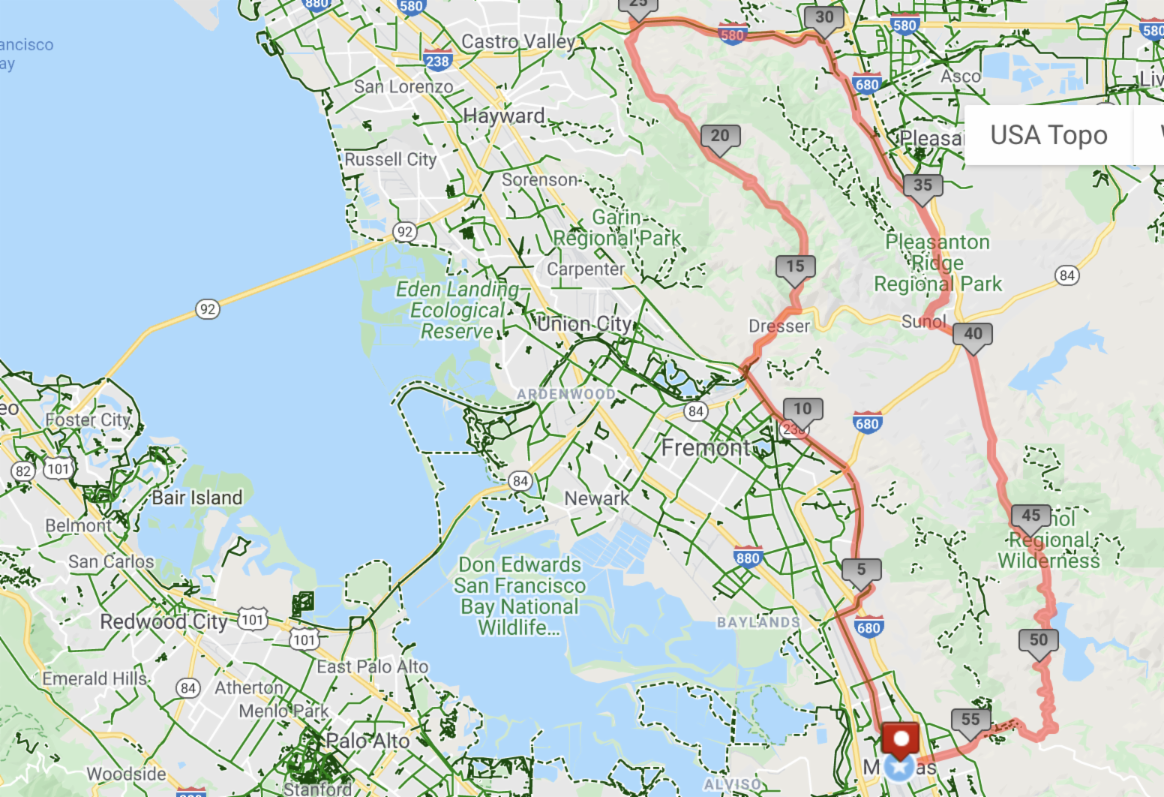 880
580
25
30
580
580
580
ancisco
ay
Castro Valley
238
San Lorenzo
Asco
680
Liv
Hayward
20
Pleasa
USA Topo
Russell City
Sorenson
35
Garin
Regional Park
92
Pleasanton
Ridge
Regional Park
Carpenter
15
84
Eden Landing
Ecological
Reserve
92
Union City
Dresser
Sunol
40
ARDENWOOD
84
10
238
680
eo
Foster City
Fremont
82
101
84
Bair Island
Newark
45
nol
Regional
Wilderness
Belmont
San Carlos
880
5
Don Edwards
San Francisco
Bay National
Wildlife...
BAYLANDS
680
Redwood City
101
101
50
East Palo Alto
Emerald Hills
84
Atherton
Menlo Park
55
Palo Alto
M as
Woodside
ALVISO
Stanford